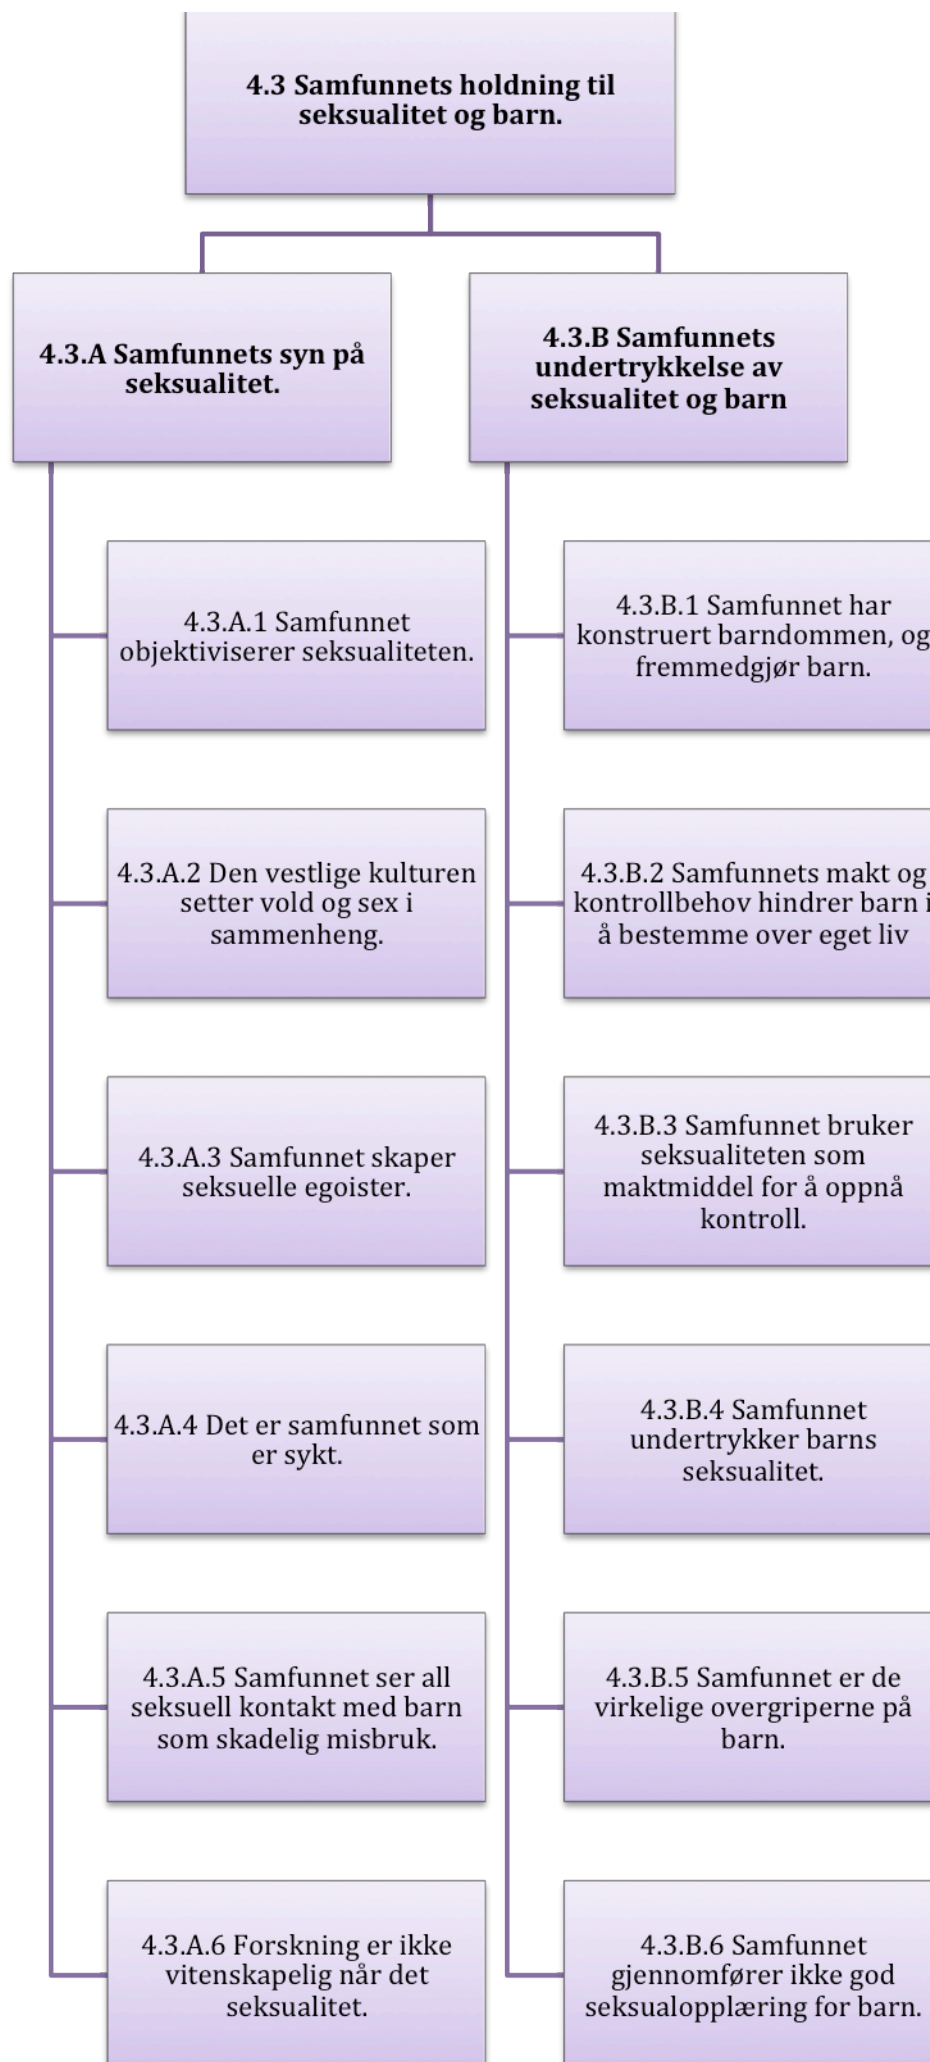 4.3 Samfunnets holdning til
seksualitet og barn.
4.3.A Samfunnets syn på
seksualitet.
4.3.A.1 Samfunnet
objektiviserer seksualiteten.
4.3.A.2 Den vestlige kulturen
setter vold og sex i
sammenheng.
4.3.A.3 Samfunnet skaper
seksuelle egoister.
4.3.A.4 Det er samfunnet som
er sykt.
4.3.A.5 Samfunnet ser all
seksuell kontakt med barn
som skadelig misbruk.
4.3.A.6 Forskning er ikke
vitenskapelig når det
seksualitet.
4.3.B Samfunnets
undertrykkelse av
seksualitet og barn
4.3.B.1 Samfunnet har
konstruert barndommen, og
fremmedgjør barn.
4.3.B.2 Samfunnets makt og
kontrollbehov hindrer barn i
å bestemme over eget liv
4.3.B.3 Samfunnet bruker
seksualiteten som
maktmiddel for å oppnå
kontroll.
4.3.B.4 Samfunnet
undertrykker barns
seksualitet.
4.3.B.5 Samfunnet er de
virkelige overgriperne på
barn.
4.3.B.6 Samfunnet
gjennomfører ikke god
seksualopplæring for barn.